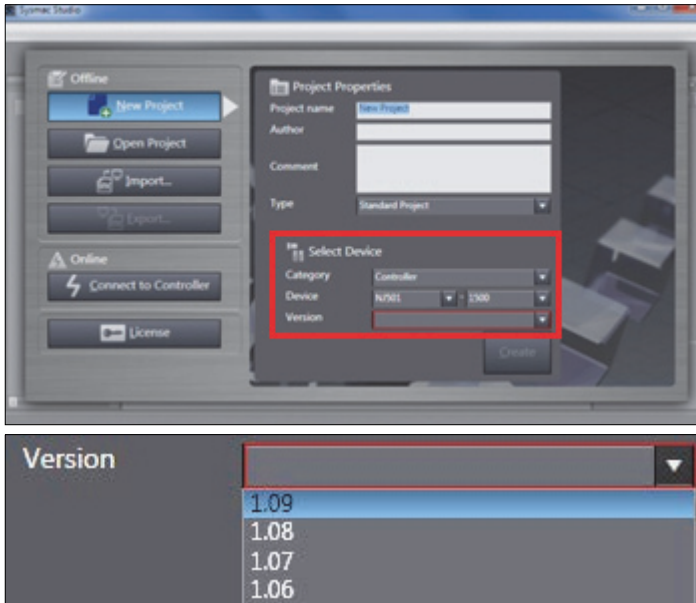 Sysmac Studio
Offline
New Project
Open Project
Import...
Export...
Online
Connect to Controller
License
Project Properties
Project name New Project
Author
Comment
Type Standard Project
Select Device
Category Controller
Device NJ501 - 1500
Version
Create
Version
1.09
1.08
1.07
1.06